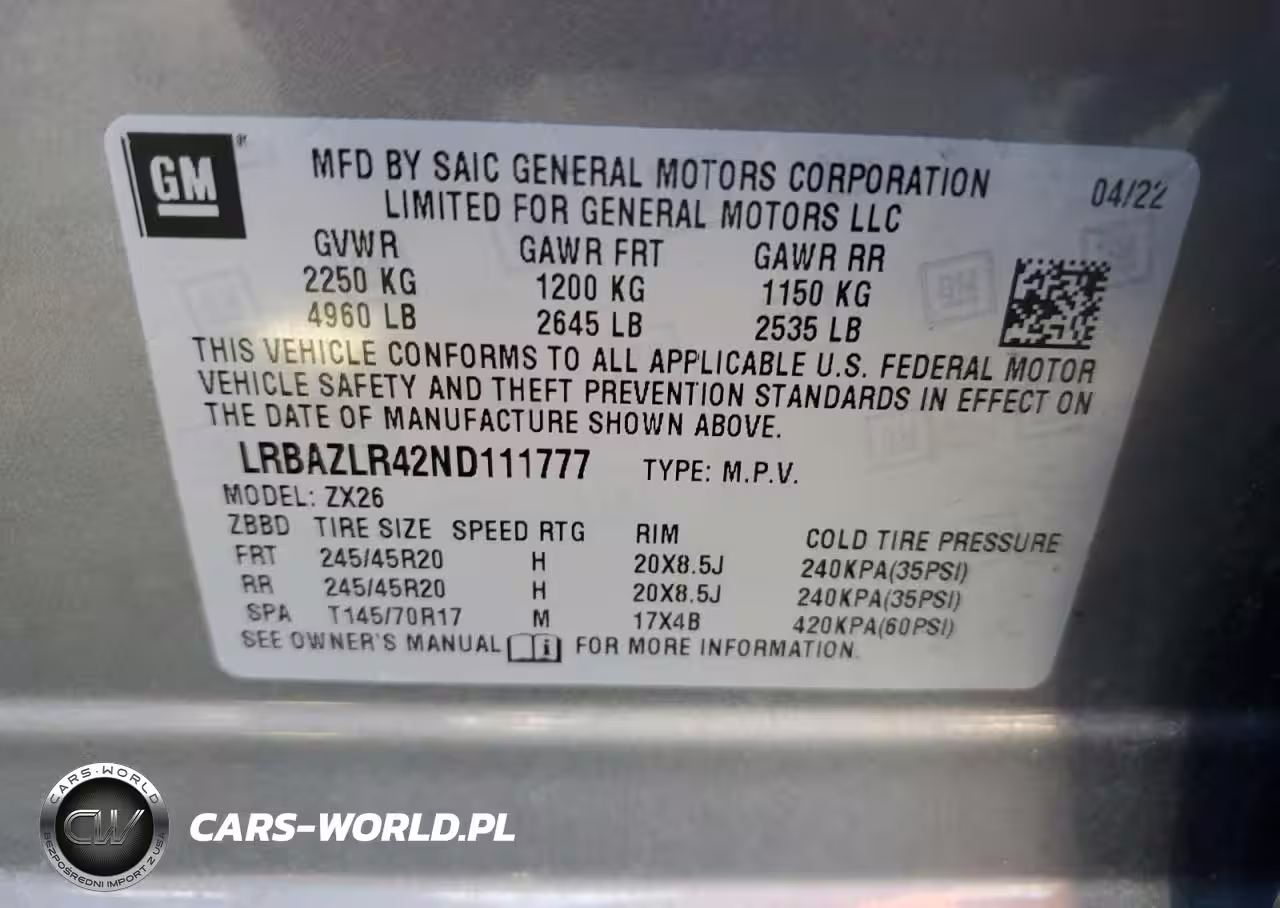 GM
MFD BY SAIC GENERAL MOTORS CORPORATION
LIMITED FOR GENERAL MOTORS LLC
04/22
GVWR GAWR FRT GAWR RR
2250 KG 1200 KG 1150 KG
4960 LB 2645 LB 2535 LB
THIS VEHICLE CONFORMS TO ALL APPLICABLE U.S. FEDERAL MOTOR
VEHICLE SAFETY AND THEFT PREVENTION STANDARDS IN EFFECT ON
THE DATE OF MANUFACTURE SHOWN ABOVE.
LRBAZLR42ND111777 TYPE: M.P.V.
MODEL: ZX26
ZBBD TIRE SIZE SPEED RTG RIM COLD TIRE PRESSURE
FRT 245/45R20 H 20X8.5J 240KPA(35PSI)
RR 245/45R20 H 20X8.5J 240KPA(35PSI)
SPA T145/70R17 M 17X4B 420KPA(60PSI)
SEE OWNER'S MANUAL FOR MORE INFORMATION.
CARS-WORLD
CW
BEZPOŚREDNI IMPORT Z USA
CARS-WORLD.PL